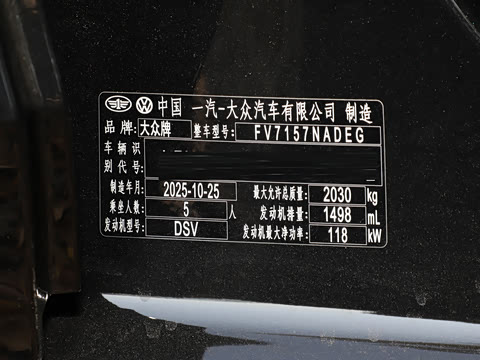 中国 一汽-大众汽车有限公司 制造
品牌: 大众牌 整车型号: FV7157NADEG
车辆识
别代号:
制造年月: 2025-10-25 最大允许总质量: 2030 kg
乘坐人数: 5 人 发动机排量: 1498 mL
发动机型号: DSV 发动机最大净功率: 118 kW